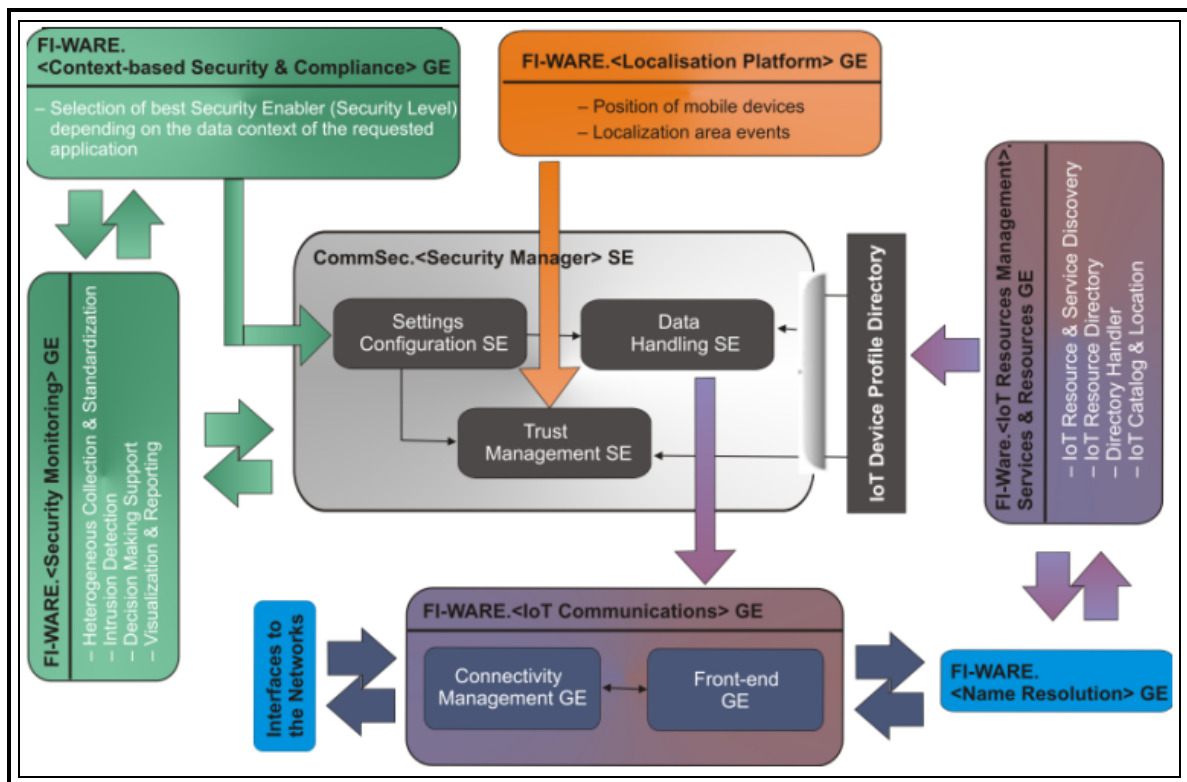 FI-WARE.
<Context-based Security & Compliance> GE
– Selection of best Security Enabler (Security Level)
depending on the data context of the requested
application
FI-WARE.<Localisation Platform> GE
– Position of mobile devices
– Localization area events
CommSec.<Security Manager> SE
Settings
Configuration SE
Data
Handling SE
Trust
Management SE
IoT Device Profile Directory
FI-Ware.<IoT Resources Management>.
Services & Resources GE
– IoT Resource & Service Discovery
– IoT Resource Directory
– Directory Handler
– IoT Catalog & Location
FI-WARE.<Security Monitoring> GE
– Heterogeneous Collection & Standardization
– Intrusion Detection
– Decision Making Support
– Visualization & Reporting
Interfaces to
the Networks
FI-WARE.<IoT Communications> GE
Connectivity
Management GE
Front-end
GE
FI-WARE.
<Name Resolution> GE